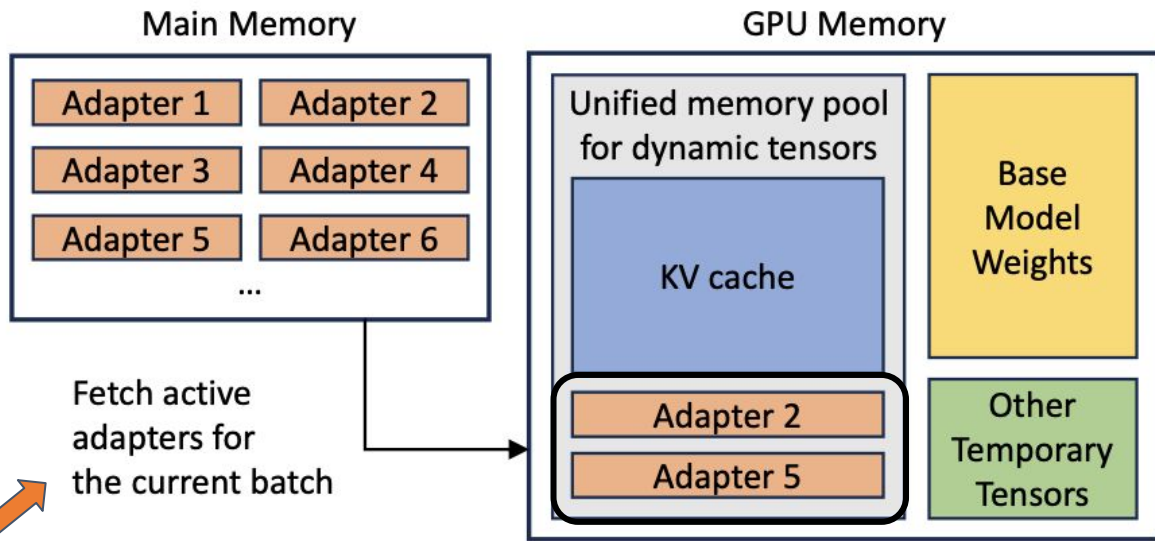 Main Memory
Adapter 1
Adapter 2
Adapter 3
Adapter 4
Adapter 5
Adapter 6
...
Fetch active
adapters for
the current batch
GPU Memory
Unified memory pool
for dynamic tensors
KV cache
Adapter 2
Adapter 5
Base
Model
Weights
Other
Temporary
Tensors